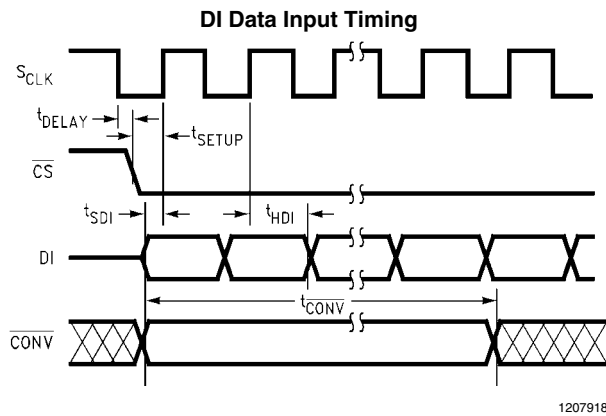 DI Data Input Timing
SCLK
tDELAY
tSETUP
CS
tSDI
tHDI
DI
tCONV
CONV
1207918